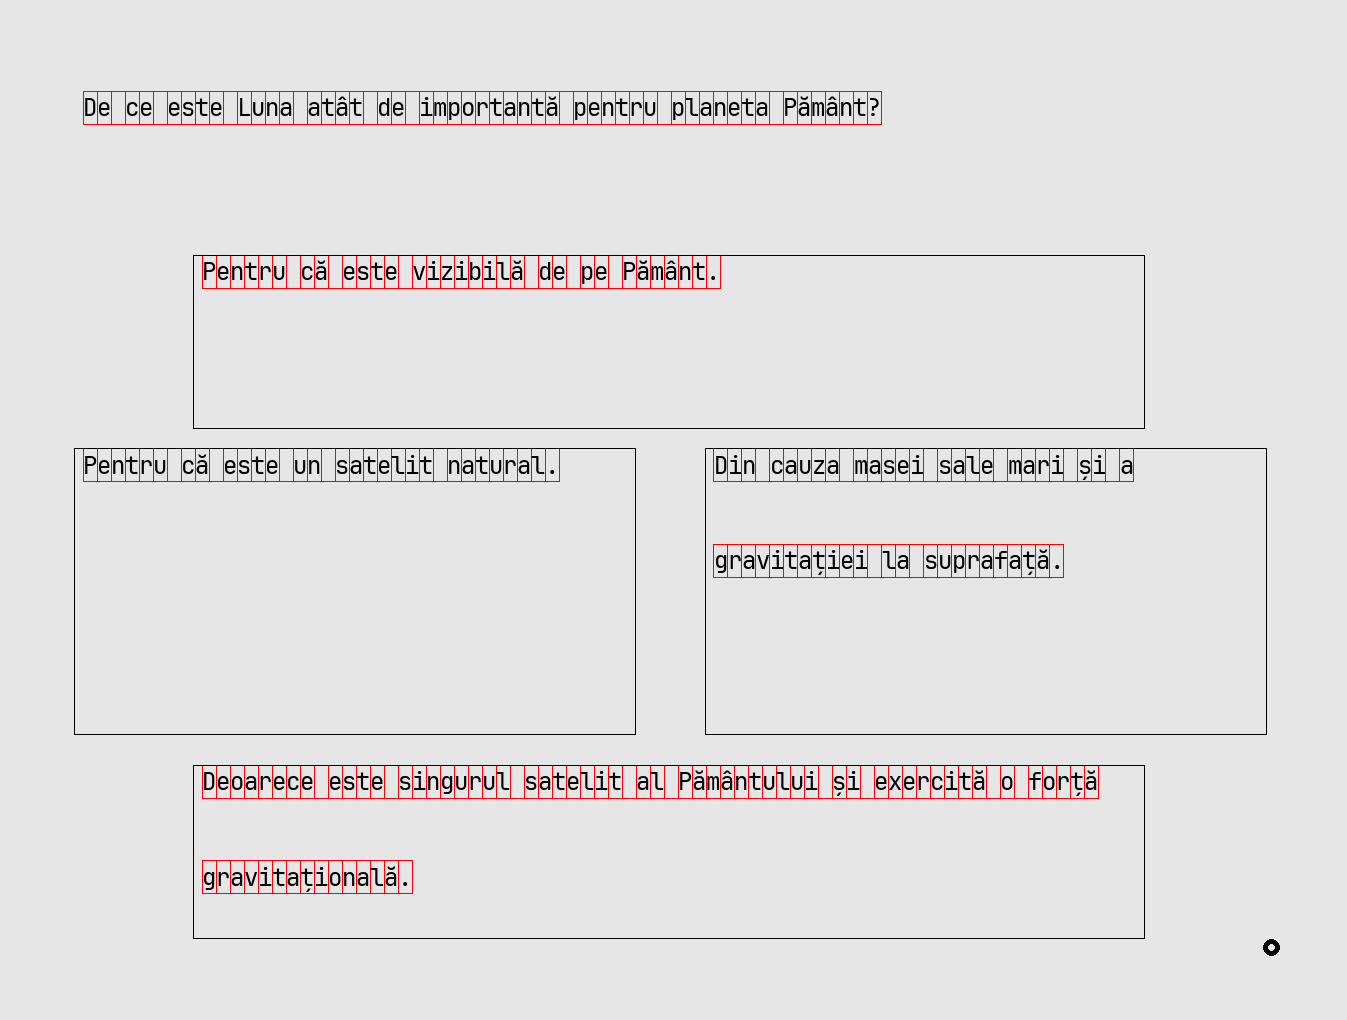 De ce este Luna atât de importantă pentru planeta Pământ?
Pentru că este vizibilă de pe Pământ.
Pentru că este un satelit natural.
Din cauza masei sale mari și a
gravitației la suprafață.
Deoarece este singurul satelit al Pământului și exercită o forță
gravitațională.